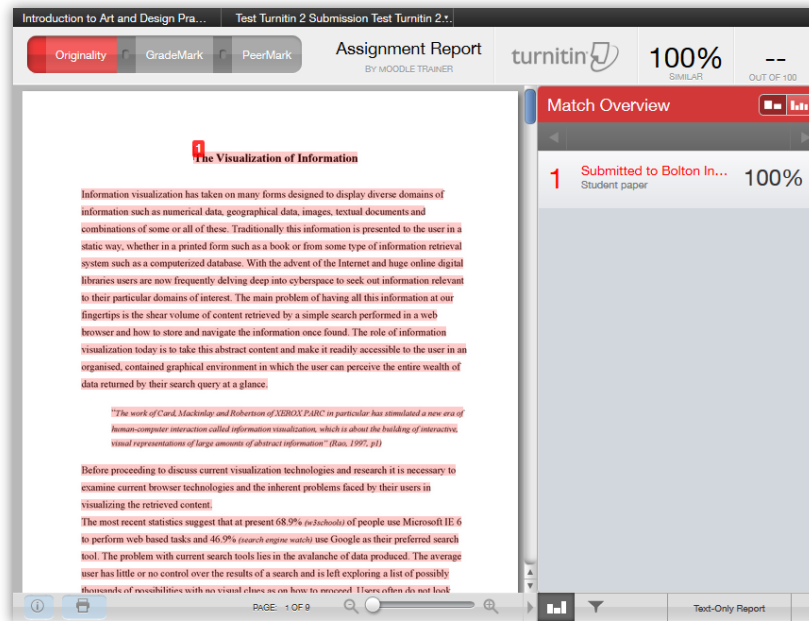 Introduction to Art and Design Pra...
Test Turnitin 2 Submission Test Turnitin 2...
Originality
GradeMark
PeerMark
Assignment Report
BY MOODLE TRAINER
turnitin
100%
SIMILAR
--
OUT OF 100
1
The Visualization of Information
Information visualization has taken on many forms designed to display diverse domains of
information such as numerical data, geographical data, images, textual documents and
combinations of some or all of these. Traditionally this information is presented to the user in a
static way, whether in a printed form such as a book or from some type of information retrieval
system such as a computerized database. With the advent of the Internet and huge online digital
libraries users are now frequently delving deep into cyberspace to seek out information relevant
to their particular domains of interest. The main problem of having all this information at our
fingertips is the shear volume of content retrieved by a simple search performed in a web
browser and how to store and navigate the information once found. The role of information
visualization today is to take this abstract content and make it readily accessible to the user in an
organised, contained graphical environment in which the user can perceive the entire wealth of
data returned by their search query at a glance.
"The work of Card, Mackinlay and Robertson of XEROX PARC in particular has stimulated a new era of
human-computer interaction called information visualization, which is about the building of interactive,
visual representations of large amounts of abstract information" (Rao, 1997, p1)
Before proceeding to discuss current visualization technologies and research it is necessary to
examine current browser technologies and the inherent problems faced by their users in
visualizing the retrieved content.
The most recent statistics suggest that at present 68.9% (w3schools) of people use Microsoft IE 6
to perform web based tasks and 46.9% (search engine watch) use Google as their preferred search
tool. The problem with current search tools lies in the avalanche of data produced. The average
user has little or no control over the results of a search and is left exploring a list of possibly
thousands of possibilities with no visual clues as on how to proceed. Users often do not look
PAGE: 1 OF 9
Match Overview
1
Submitted to Bolton In...
Student paper
100%
Text-Only Report